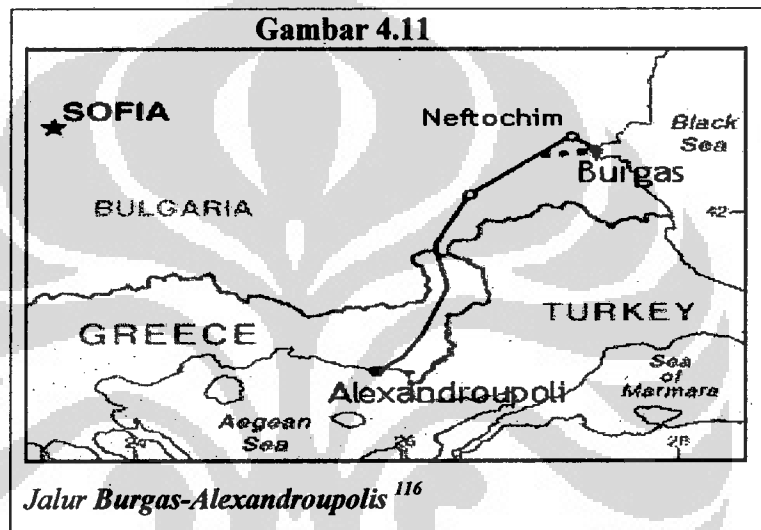 Gambar 4.11
SOFIA
Neftochim
Black
Sea
Burgas
BULGARIA
42
TURKEY
GREECE
Alexandroupoli
Sea
of
Marmara
Aegean
Sea
24
26
28
Jalur Burgas-Alexandroupolis 116